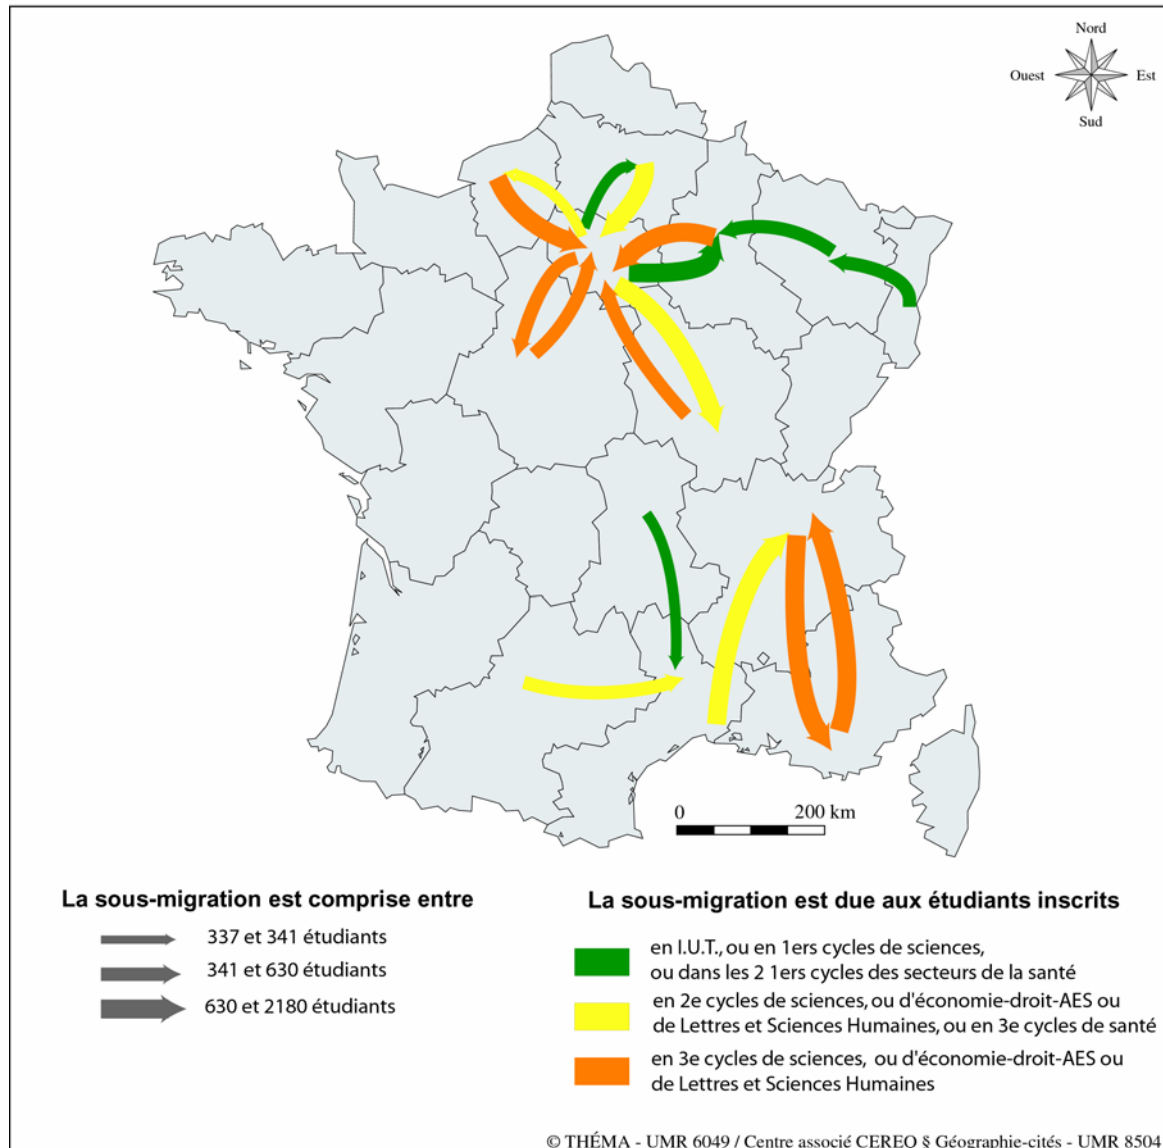 Nord
Ouest
Est
Sud
0
200 km
La sous-migration est comprise entre
337 et 341 étudiants
341 et 630 étudiants
630 et 2180 étudiants
La sous-migration est due aux étudiants inscrits
en I.U.T., ou en 1ers cycles de sciences,
ou dans les 2 1ers cycles des secteurs de la santé
en 2e cycles de sciences, ou d'économie-droit-AES ou
de Lettres et Sciences Humaines, ou en 3e cycles de santé
en 3e cycles de sciences, ou d'économie-droit-AES ou
de Lettres et Sciences Humaines
© THÉMA - UMR 6049 / Centre associé CEREQ § Géographie-cités - UMR 8504